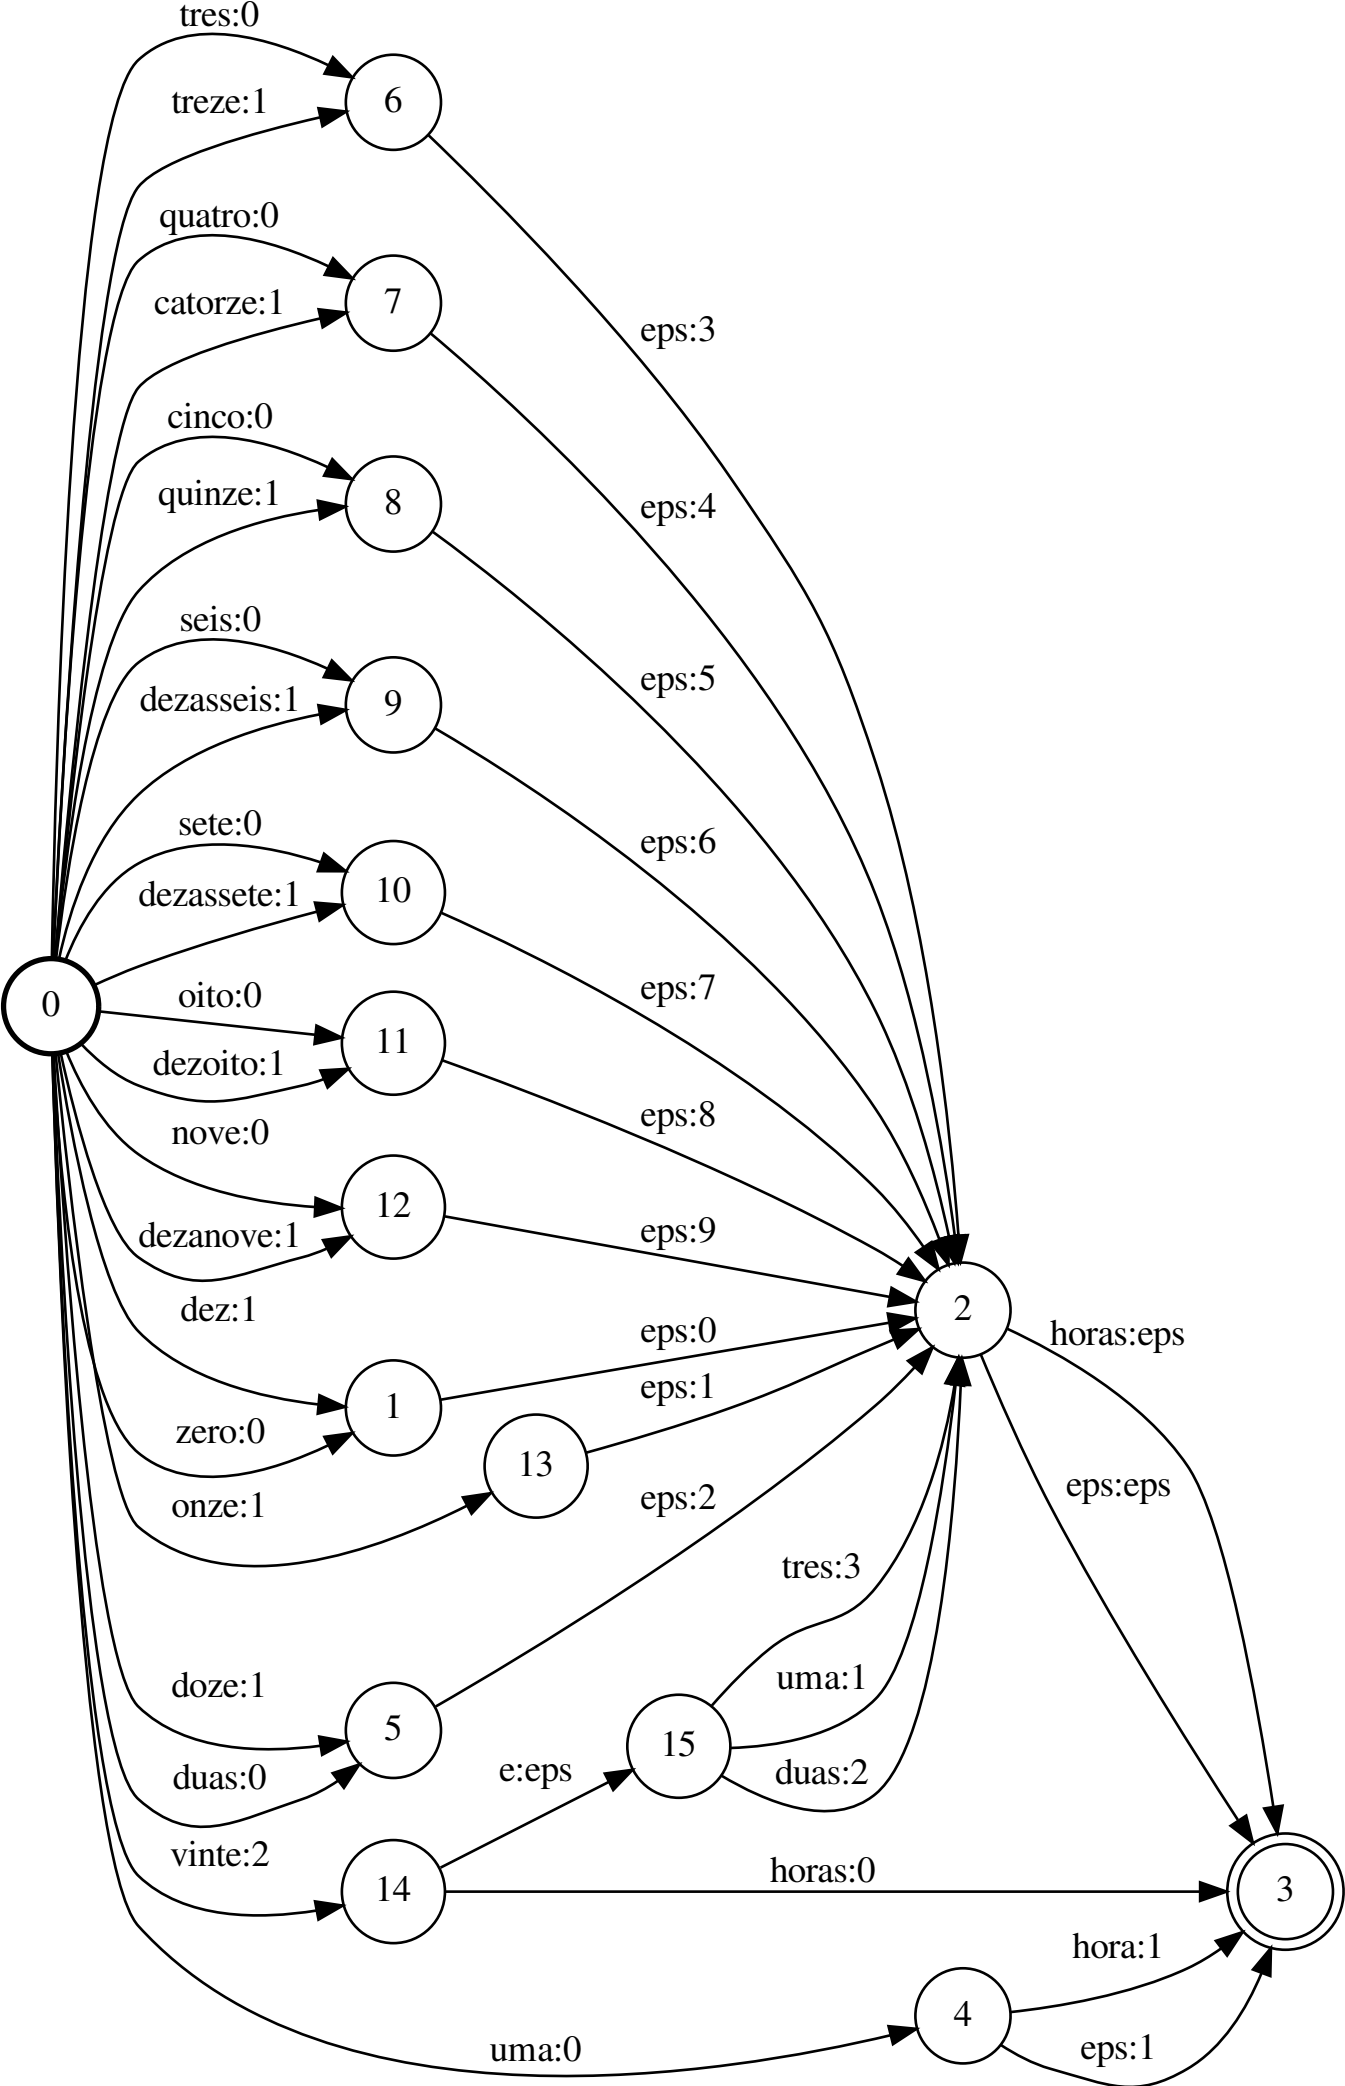 tres:0
6
treze:1
quatro:0
7
catorze:1
eps:3
cinco:0
8
quinze:1
eps:4
seis:0
9
dezasseis:1
eps:5
sete:0
10
dezassete:1
eps:6
0
oito:0
11
dezoito:1
eps:7
nove:0
12
dezanove:1
eps:8
eps:9
dez:1
1
zero:0
eps:0
2
horas:eps
onze:1
13
eps:1
eps:2
eps:eps
tres:3
doze:1
5
duas:0
uma:1
15
duas:2
e:eps
vinte:2
14
horas:0
3
hora:1
4
eps:1
uma:0